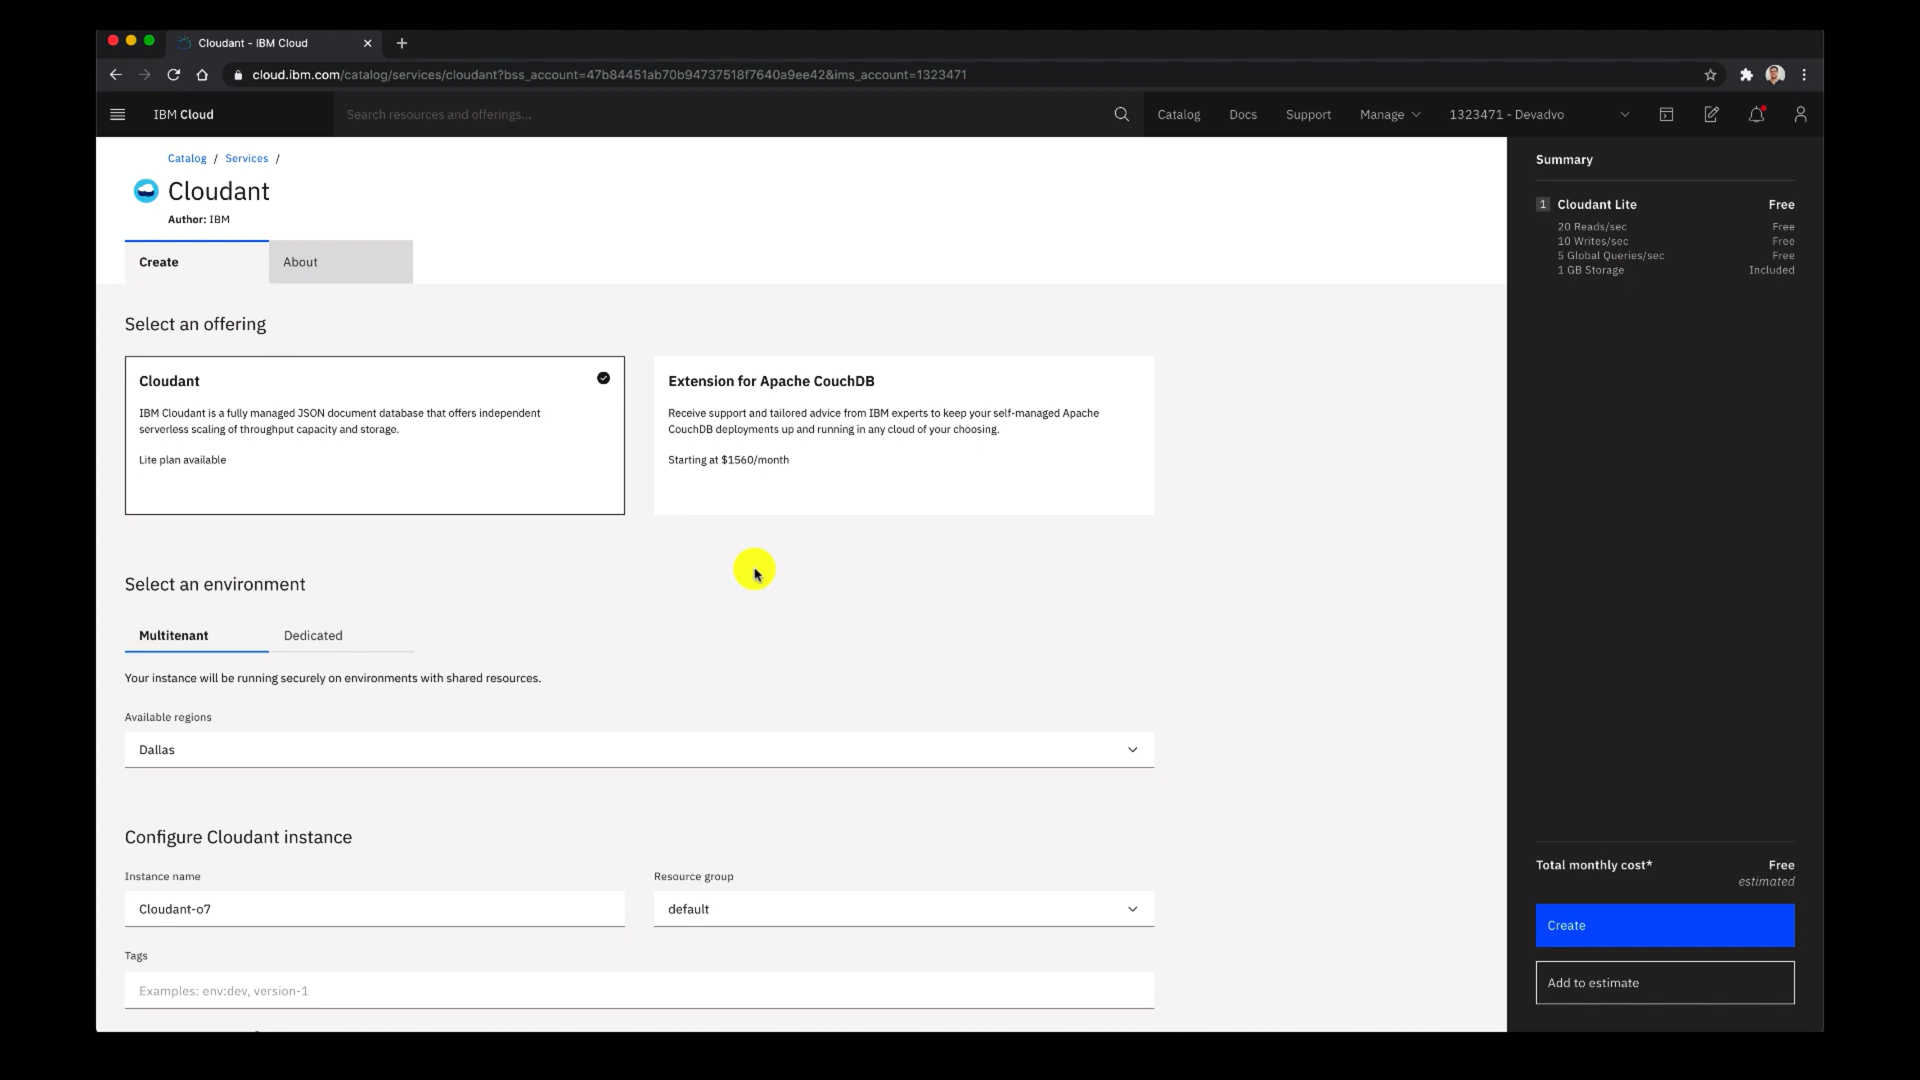 Cloudant - IBM Cloud
cloud.ibm.com/catalog/services/cloudant?bss_account=47b84451ab70b94737518f7640a9ee42&ims_account=1323471
IBM Cloud
Search resources and offerings...
Catalog
Docs
Support
Manage
1323471 - Devadvo
Catalog / Services /
Cloudant
Author: IBM
Create
About
Select an offering
Cloudant
IBM Cloudant is a fully managed JSON document database that offers independent
serverless scaling of throughput capacity and storage.
Lite plan available
Extension for Apache CouchDB
Receive support and tailored advice from IBM experts to keep your self-managed Apache
CouchDB deployments up and running in any cloud of your choosing.
Starting at $1560/month
Select an environment
Multitenant
Dedicated
Your instance will be running securely on environments with shared resources.
Available regions
Dallas
Configure Cloudant instance
Instance name
Cloudant-o7
Resource group
default
Tags
Examples: env:dev, version-1
Summary
1 Cloudant Lite Free
20 Reads/sec Free
10 Writes/sec Free
5 Global Queries/sec Free
1 GB Storage Included
Total monthly cost* Free
estimated
Create
Add to estimate